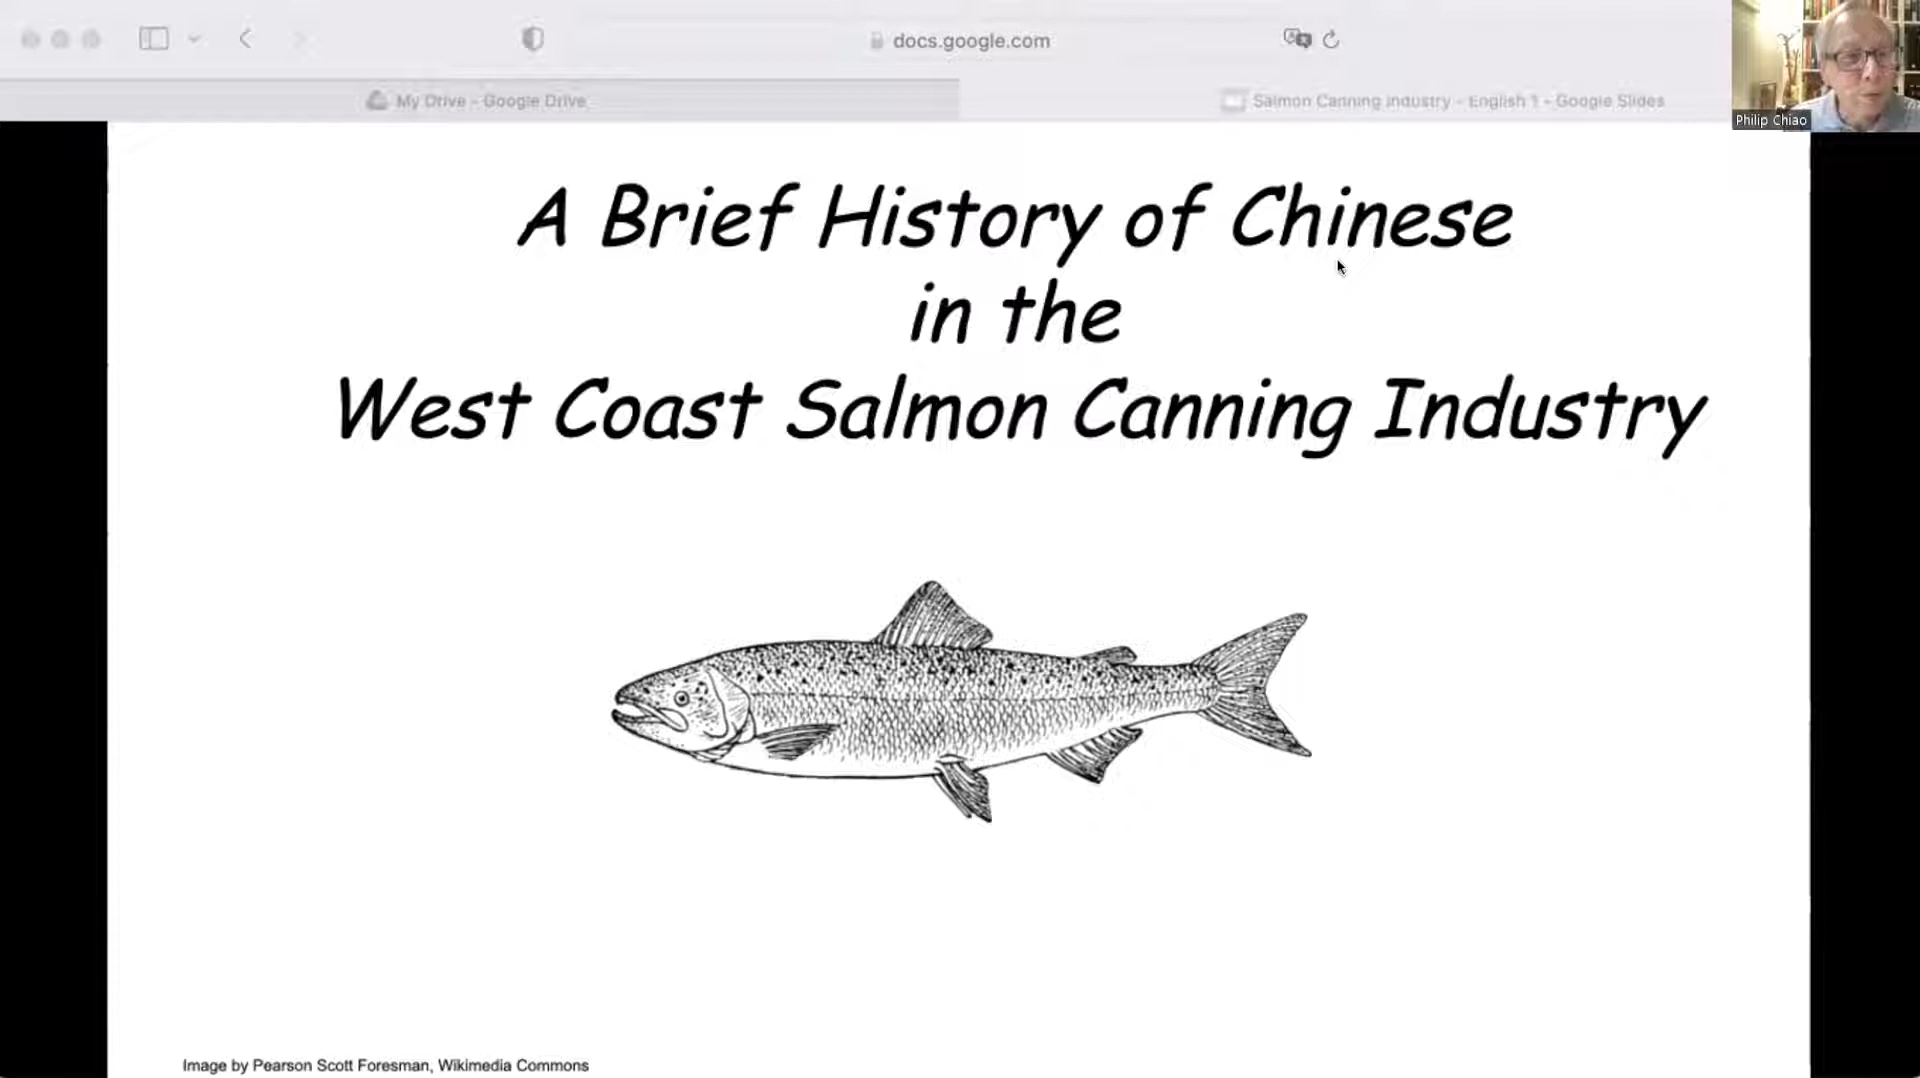 docs.google.com
My Drive - Google Drive
Salmon Canning Industry - English 1 - Google Slides
Philip Chiao
A Brief History of Chinese
in the
West Coast Salmon Canning Industry
Image by Pearson Scott Foresman, Wikimedia Commons